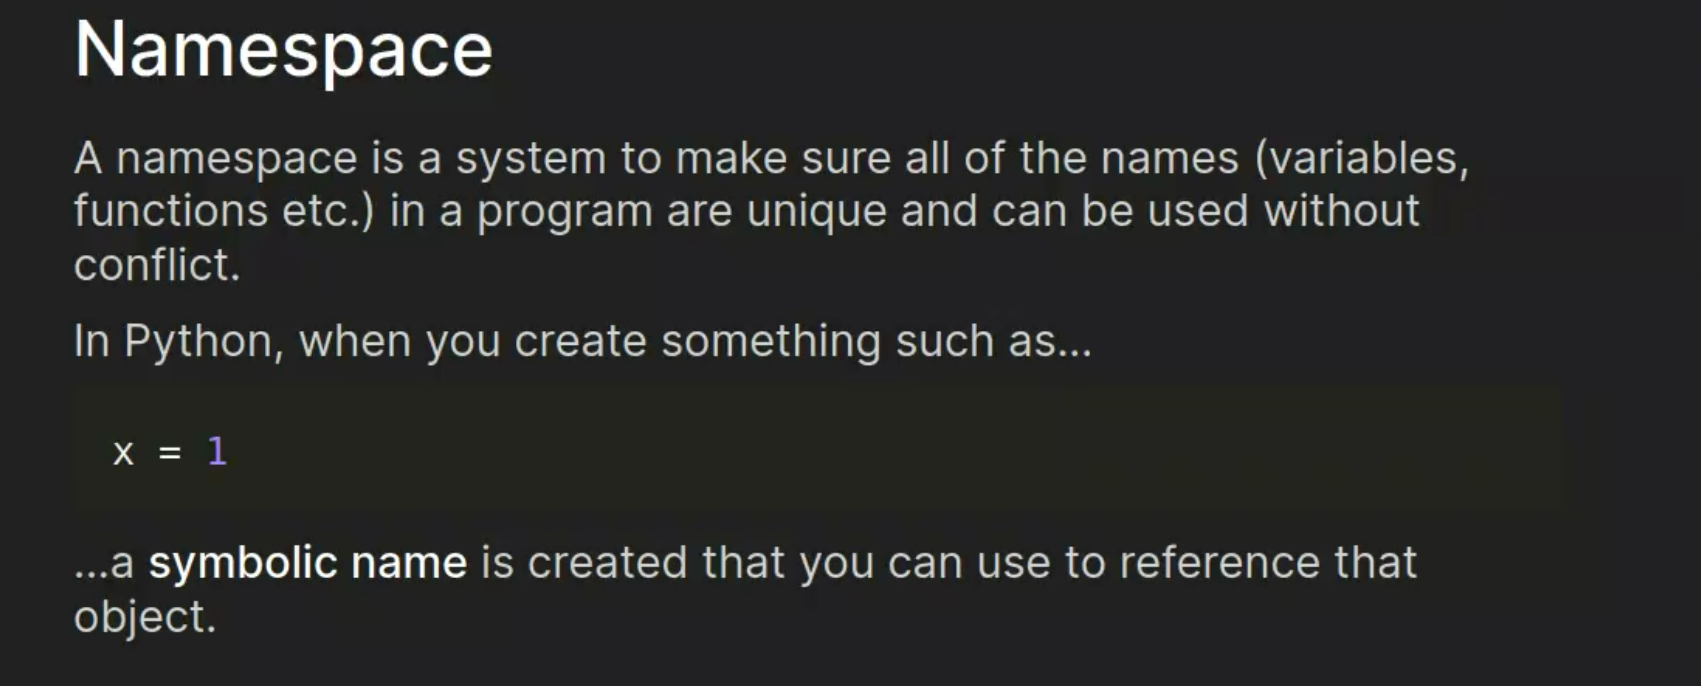 Namespace
A namespace is a system to make sure all of the names (variables,
functions etc.) in a program are unique and can be used without
conflict.
In Python, when you create something such as...
x = 1
...a symbolic name is created that you can use to reference that
object.